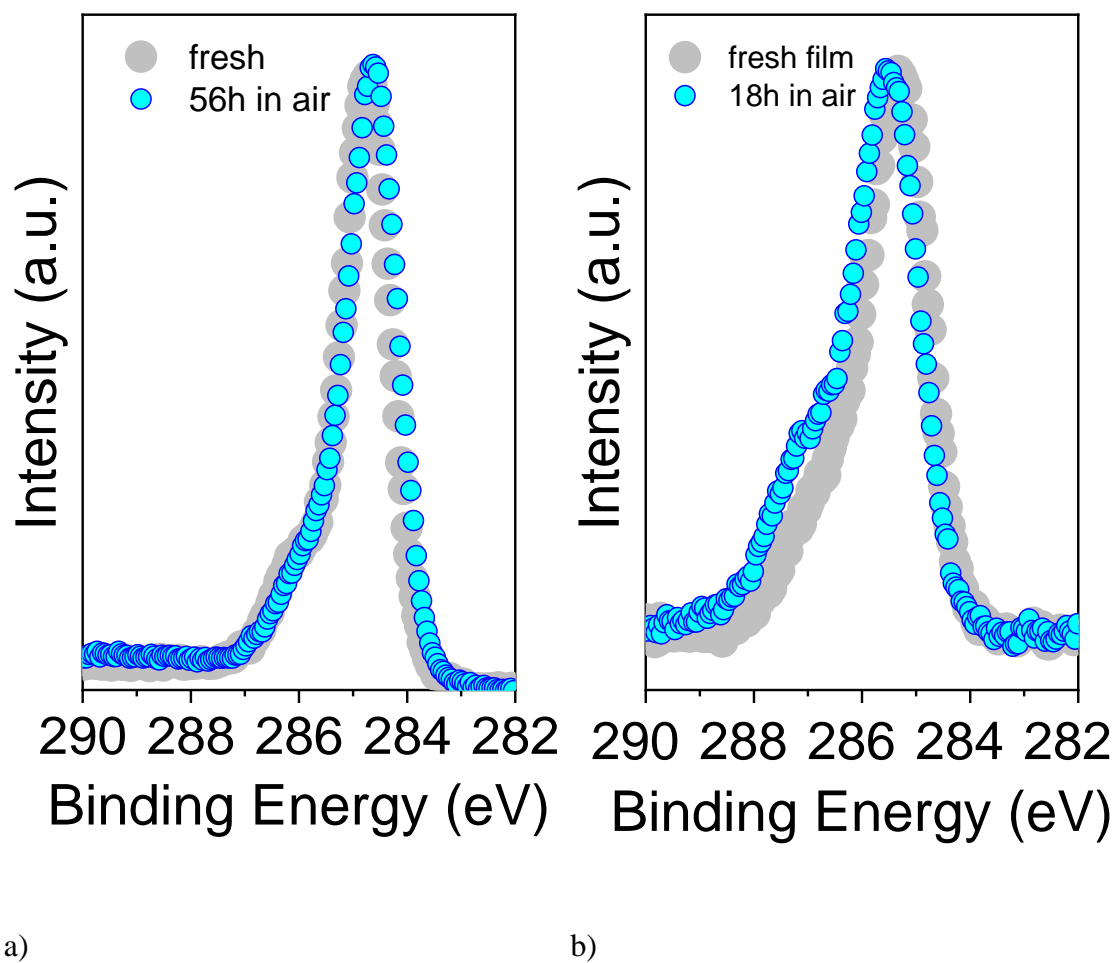 fresh
56h in air
Intensity (a.u.)
290 288 286 284 282
Binding Energy (eV)
a)
fresh film
18h in air
Intensity (a.u.)
290 288 286 284 282
Binding Energy (eV)
b)